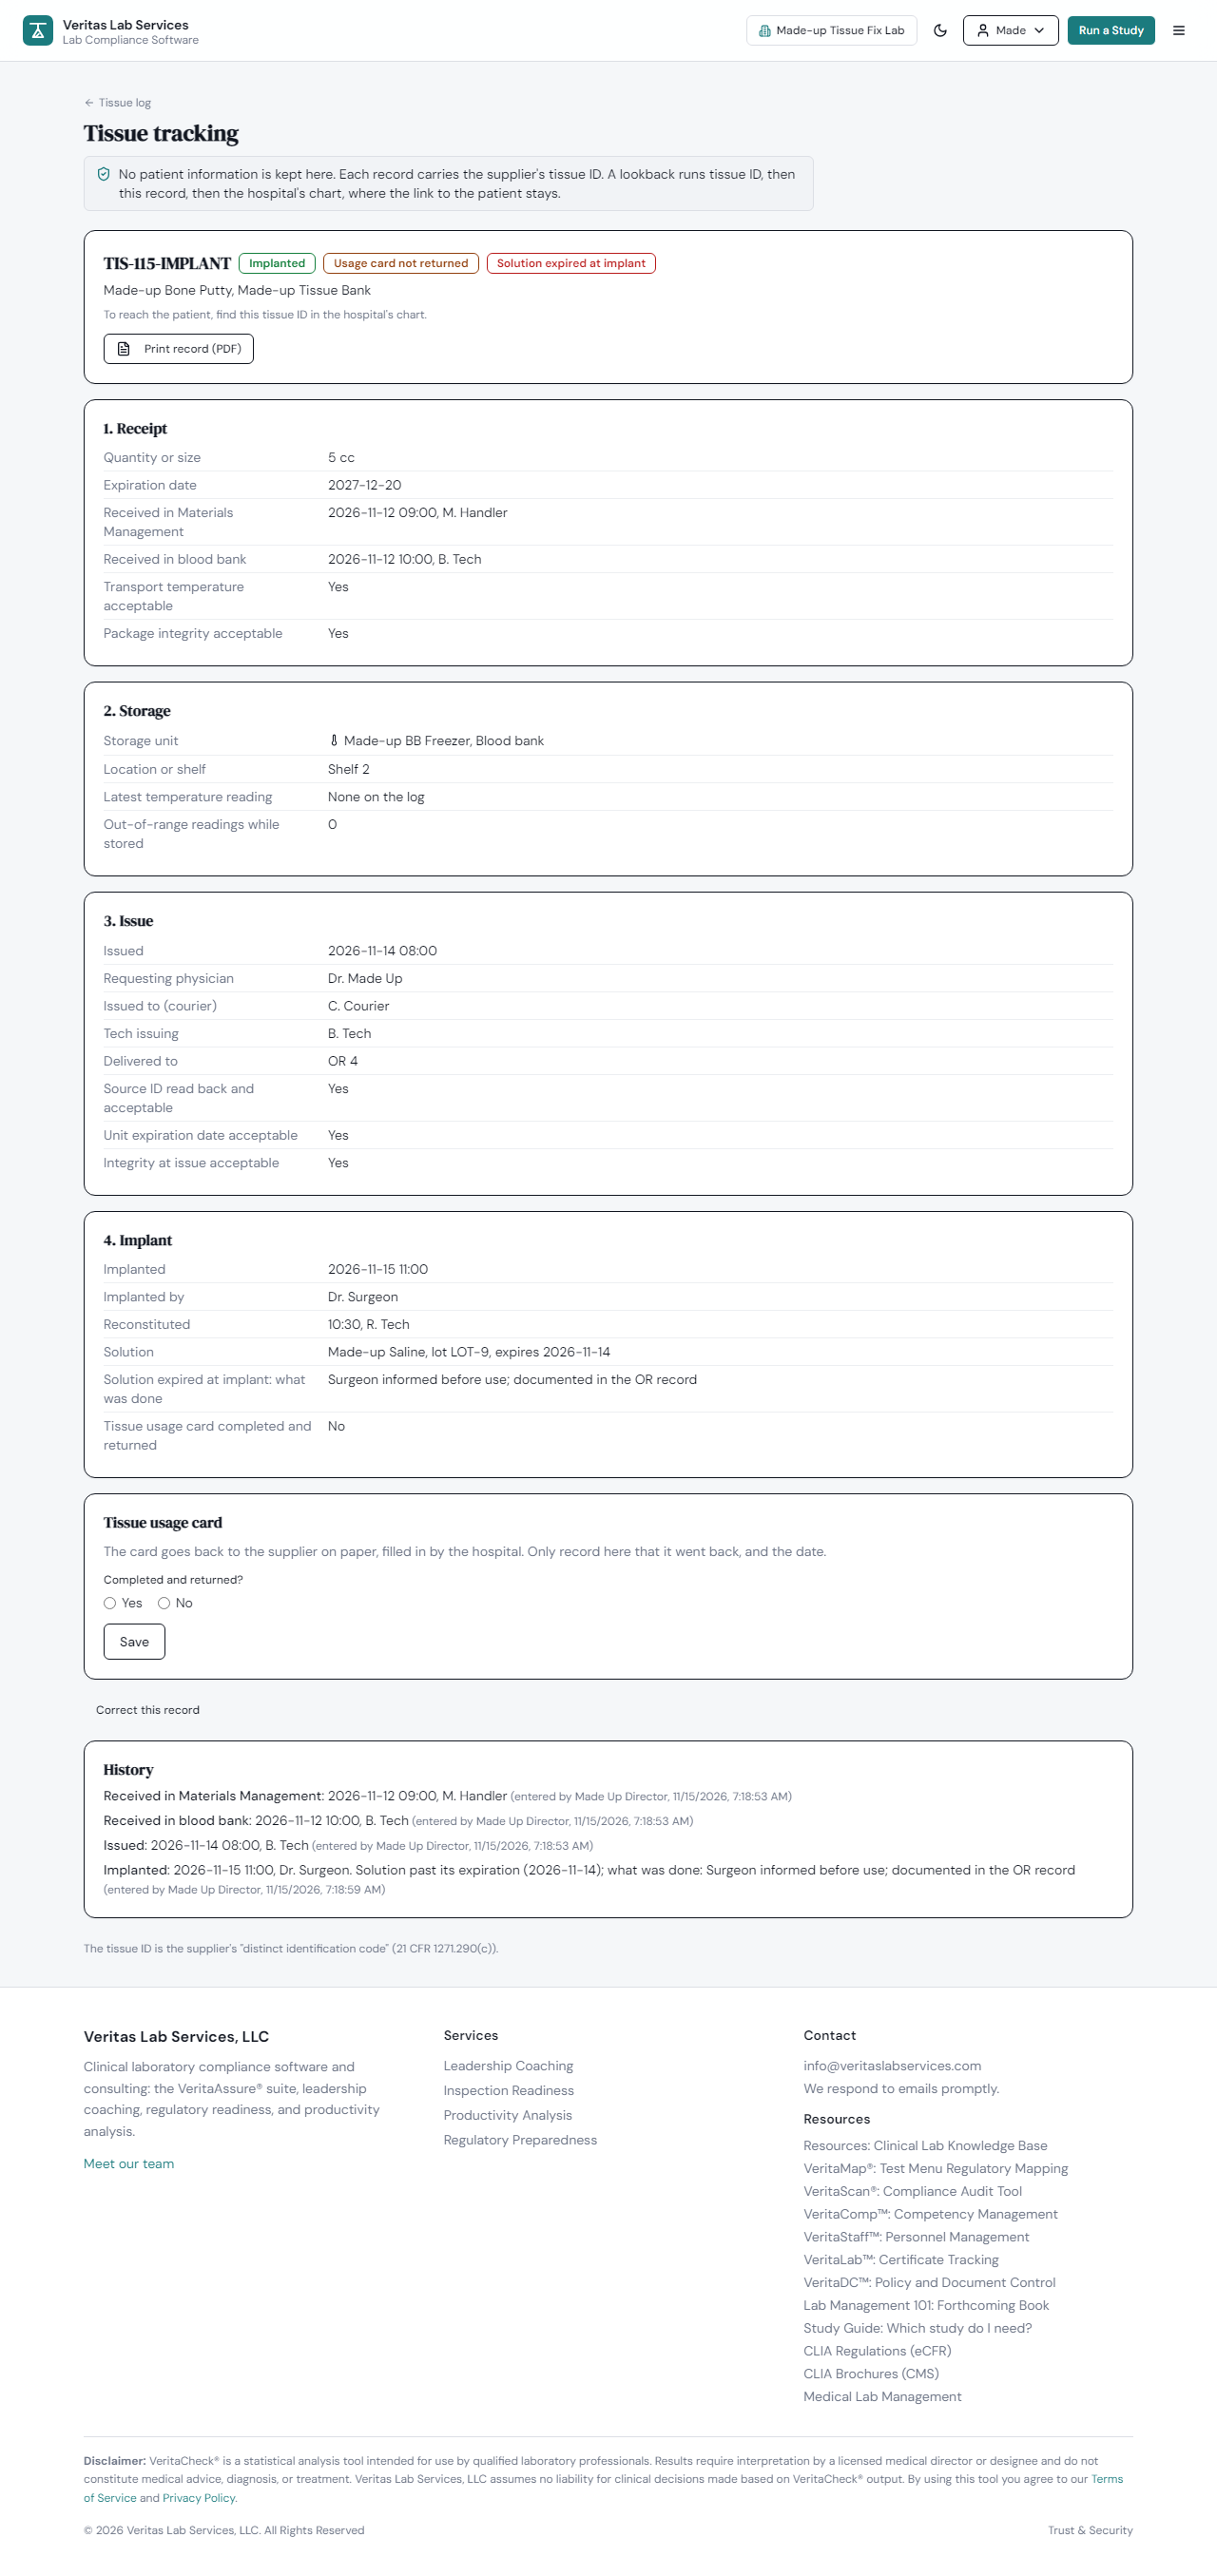 Veritas Lab Services
Lab Compliance Software
Made-up Tissue Fix Lab
Made
Run a Study
← Tissue log
Tissue tracking
No patient information is kept here. Each record carries the supplier's tissue ID. A lookback runs tissue ID, then
this record, then the hospital's chart, where the link to the patient stays.
TIS-115-IMPLANT Implanted Usage card not returned Solution expired at implant
Made-up Bone Putty, Made-up Tissue Bank
To reach the patient, find this tissue ID in the hospital's chart.
Print record (PDF)
1. Receipt
Quantity or size 5 cc
Expiration date 2027-12-20
Received in Materials
Management 2026-11-12 09:00, M. Handler
Received in blood bank 2026-11-12 10:00, B. Tech
Transport temperature
acceptable Yes
Package integrity acceptable Yes
2. Storage
Storage unit Made-up BB Freezer, Blood bank
Location or shelf Shelf 2
Latest temperature reading None on the log
Out-of-range readings while
stored 0
3. Issue
Issued 2026-11-14 08:00
Requesting physician Dr. Made Up
Issued to (courier) C. Courier
Tech issuing B. Tech
Delivered to OR 4
Source ID read back and
acceptable Yes
Unit expiration date acceptable Yes
Integrity at issue acceptable Yes
4. Implant
Implanted 2026-11-15 11:00
Implanted by Dr. Surgeon
Reconstituted 10:30, R. Tech
Solution Made-up Saline, lot LOT-9, expires 2026-11-14
Solution expired at implant: what
was done Surgeon informed before use; documented in the OR record
Tissue usage card completed and
returned No
Tissue usage card
The card goes back to the supplier on paper, filled in by the hospital. Only record here that it went back, and the date.
Completed and returned?
Yes No
Save
Correct this record
History
Received in Materials Management: 2026-11-12 09:00, M. Handler (entered by Made Up Director, 11/15/2026, 7:18:53 AM)
Received in blood bank: 2026-11-12 10:00, B. Tech (entered by Made Up Director, 11/15/2026, 7:18:53 AM)
Issued: 2026-11-14 08:00, B. Tech (entered by Made Up Director, 11/15/2026, 7:18:53 AM)
Implanted: 2026-11-15 11:00, Dr. Surgeon. Solution past its expiration (2026-11-14); what was done: Surgeon informed before use; documented in the OR record
(entered by Made Up Director, 11/15/2026, 7:18:59 AM)
The tissue ID is the supplier's "distinct identification code" (21 CFR 1271.290(c)).
Veritas Lab Services, LLC
Clinical laboratory compliance software and
consulting: the VeritaAssure® suite, leadership
coaching, regulatory readiness, and productivity
analysis.
Meet our team
Services
Leadership Coaching
Inspection Readiness
Productivity Analysis
Regulatory Preparedness
Contact
info@veritaslabservices.com
We respond to emails promptly.
Resources
Resources: Clinical Lab Knowledge Base
VeritaMap®: Test Menu Regulatory Mapping
VeritaScan®: Compliance Audit Tool
VeritaComp™: Competency Management
VeritaStaff™: Personnel Management
VeritaLab™: Certificate Tracking
VeritaDC™: Policy and Document Control
Lab Management 101: Forthcoming Book
Study Guide: Which study do I need?
CLIA Regulations (eCFR)
CLIA Brochures (CMS)
Medical Lab Management
Disclaimer: VeritaCheck® is a statistical analysis tool intended for use by qualified laboratory professionals. Results require interpretation by a licensed medical director or designee and do not
constitute medical advice, diagnosis, or treatment. Veritas Lab Services, LLC assumes no liability for clinical decisions made based on VeritaCheck® output. By using this tool you agree to our Terms
of Service and Privacy Policy.
© 2026 Veritas Lab Services, LLC. All Rights Reserved
Trust & Security